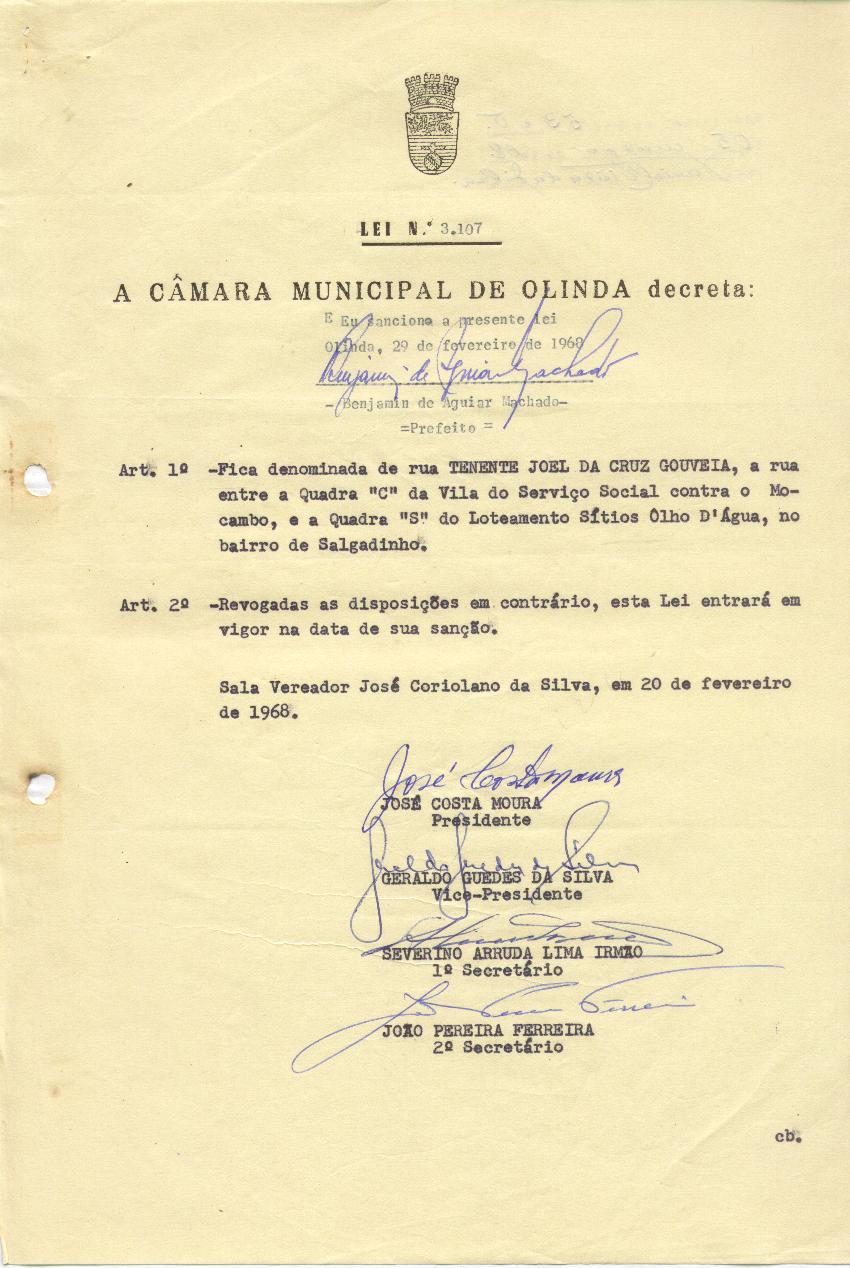 LEI N.º 3.107
A CÂMARA MUNICIPAL DE OLINDA decreta:
E Eu sanciono a presente lei
Olinda, 29 de fevereiro de 1968
Benjamin de Aguiar Machado
- Benjamin de Aguiar Machado-
=Prefeito =
Art. 1º -Fica denominada de rua TENENTE JOEL DA CRUZ GOUVEIA, a rua
entre a Quadra "C" da Vila do Serviço Social contra o Mo-
cambo, e a Quadra "S" do Loteamento Sítios Ôlho D'Água, no
bairro de Salgadinho.
Art. 2º -Revogadas as disposições em contrário, esta Lei entrará em
vigor na data de sua sanção.
Sala Vereador José Coriolano da Silva, em 20 de fevereiro
de 1968.
José Costa Moura
JOSÉ COSTA MOURA
Presidente
Geraldo Guedes da Silva
GERALDO GUEDES DA SILVA
Vice-Presidente
SEVERINO ARRUDA LIMA IRMÃO
1º Secretário
JOÃO PEREIRA FERREIRA
2º Secretário
cb.